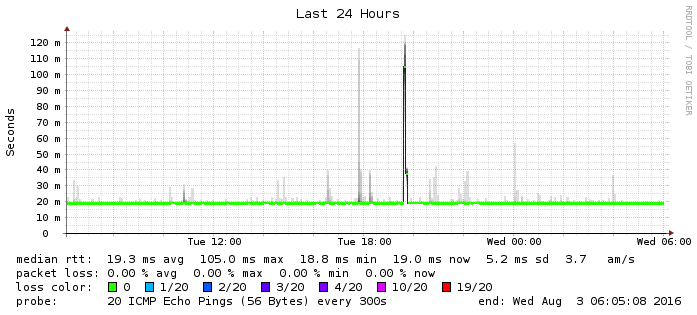 Last 24 Hours
RRDTOOL / TOBI OETIKER
Seconds
120 m
110 m
100 m
90 m
80 m
70 m
60 m
50 m
40 m
30 m
20 m
10 m
0
Tue 12:00 Tue 18:00 Wed 00:00 Wed 06:00
median rtt: 19.3 ms avg 105.0 ms max 18.8 ms min 19.0 ms now 5.2 ms sd 3.7 am/s
packet loss: 0.00 % avg 0.00 % max 0.00 % min 0.00 % now
loss color: 0 1/20 2/20 3/20 4/20 10/20 19/20
probe: 20 ICMP Echo Pings (56 Bytes) every 300s end: Wed Aug 3 06:05:08 2016